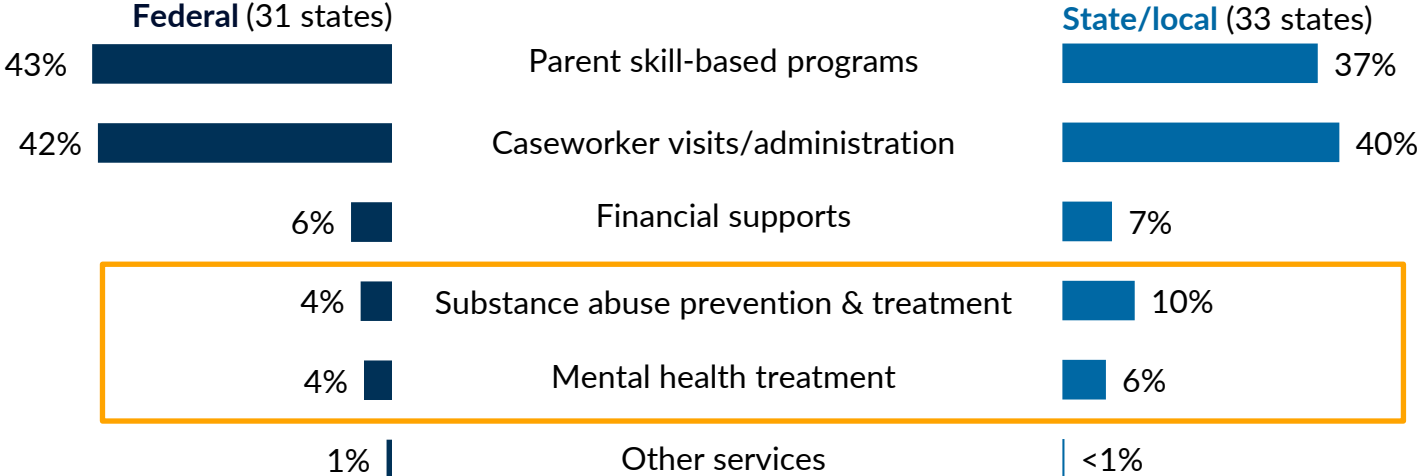 Federal (31 states)
State/local (33 states)
43% Parent skill-based programs 37%
42% Caseworker visits/administration 40%
6% Financial supports 7%
4% Substance abuse prevention & treatment 10%
4% Mental health treatment 6%
1% Other services <1%